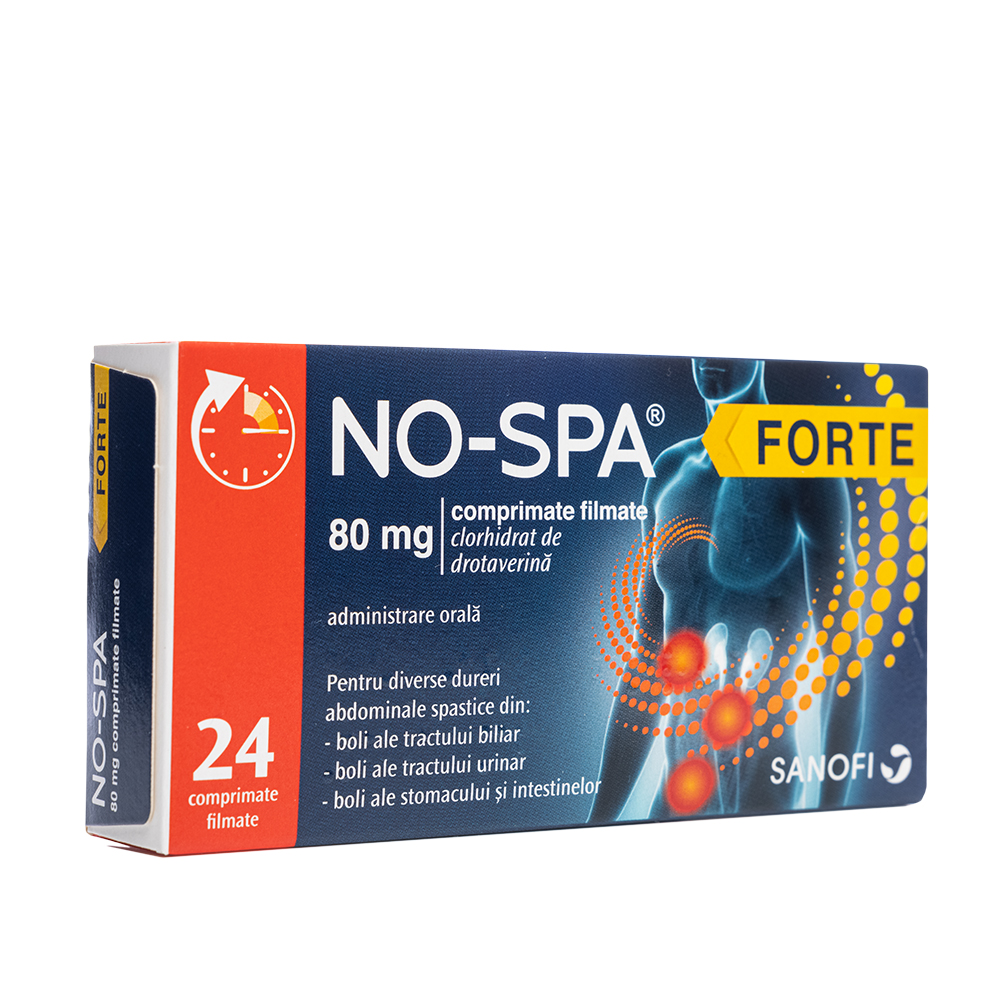 NO-SPA®
FORTE
80 mg
comprimate filmate
clorhidrat de
drotaverină
administrare orală
Pentru diverse dureri
abdominale spastice din:
- boli ale tractului biliar
- boli ale tractului urinar
- boli ale stomacului și intestinelor
24
comprimate
filmate
SANOFI
FORTE
NO-SPA
80 mg comprimate filmate